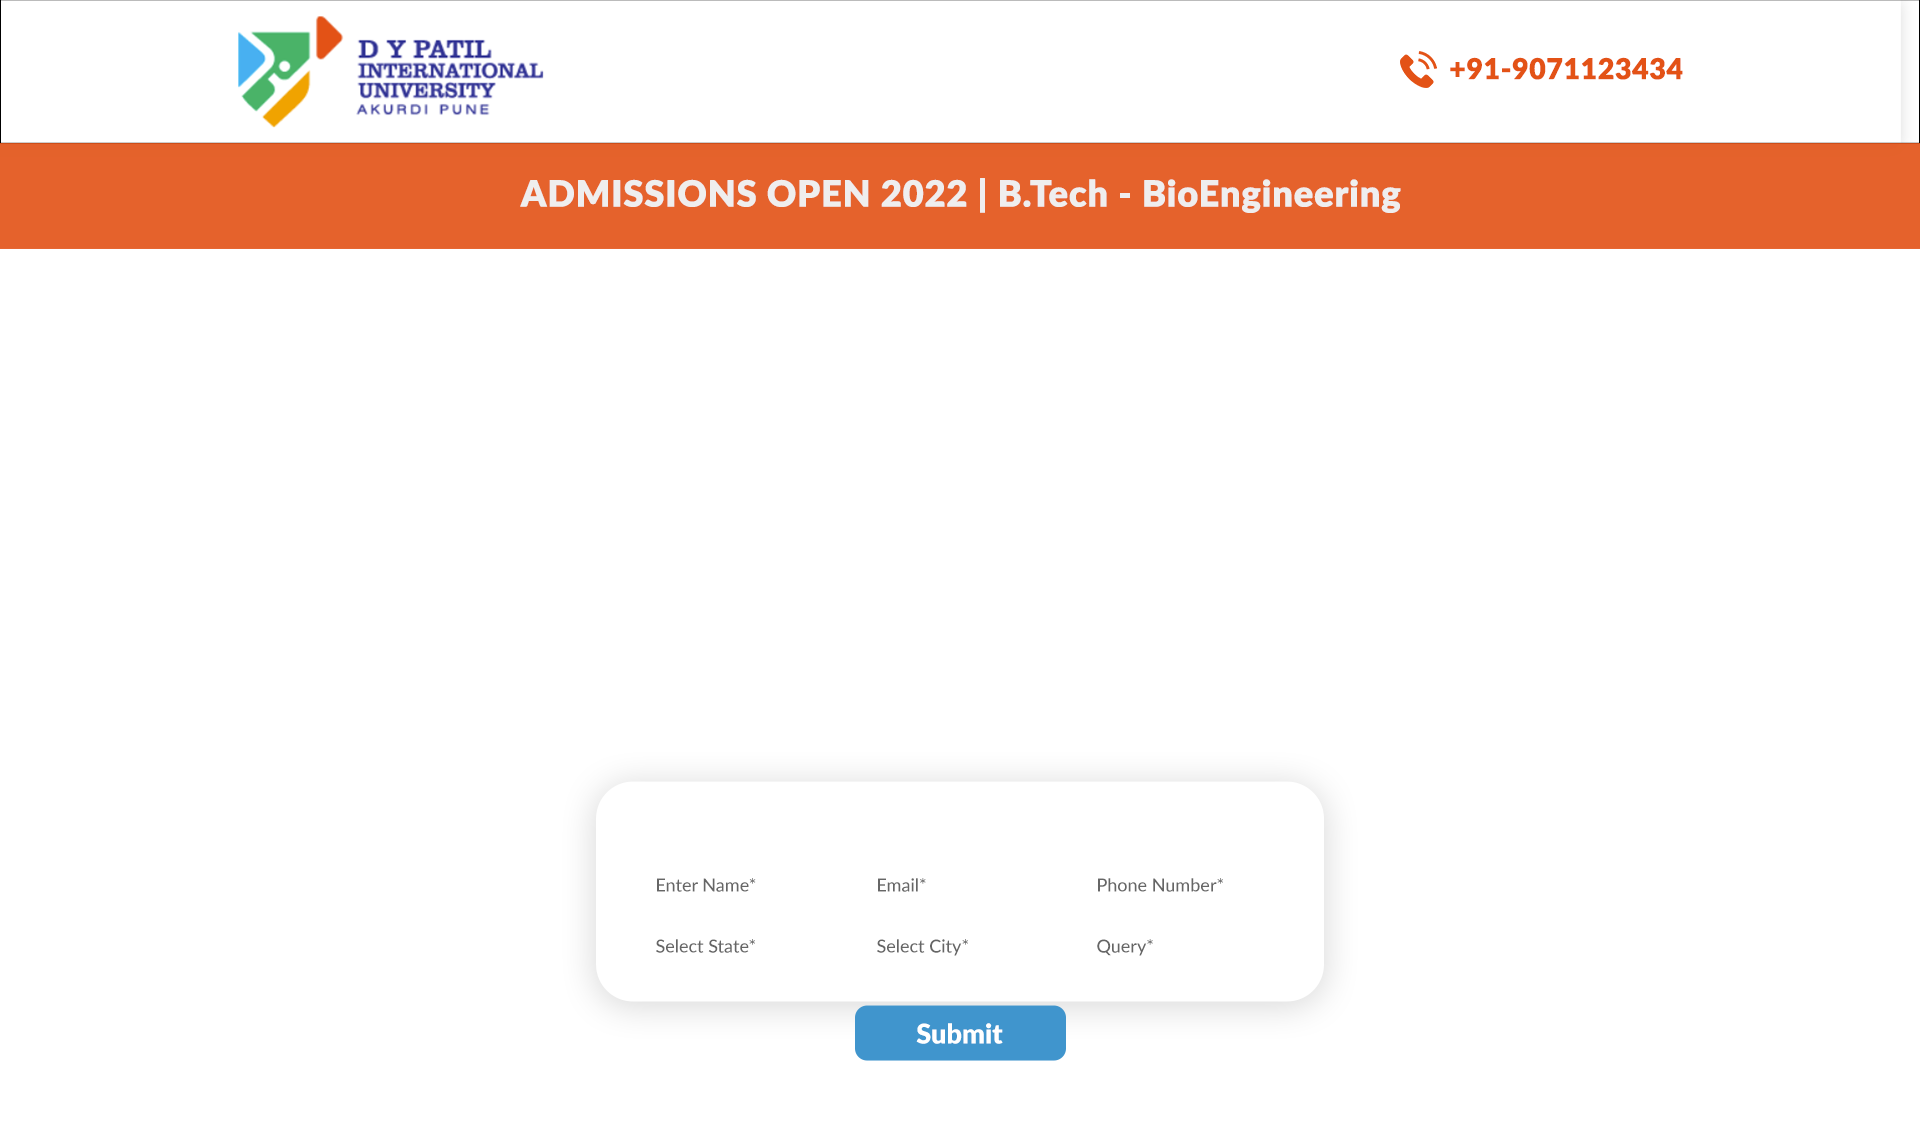 D Y PATIL
INTERNATIONAL
UNIVERSITY
AKURDI PUNE
+91-9071123434
ADMISSIONS OPEN 2022 | B.Tech - BioEngineering
Enter Name* Email* Phone Number*
Select State* Select City* Query*
Submit